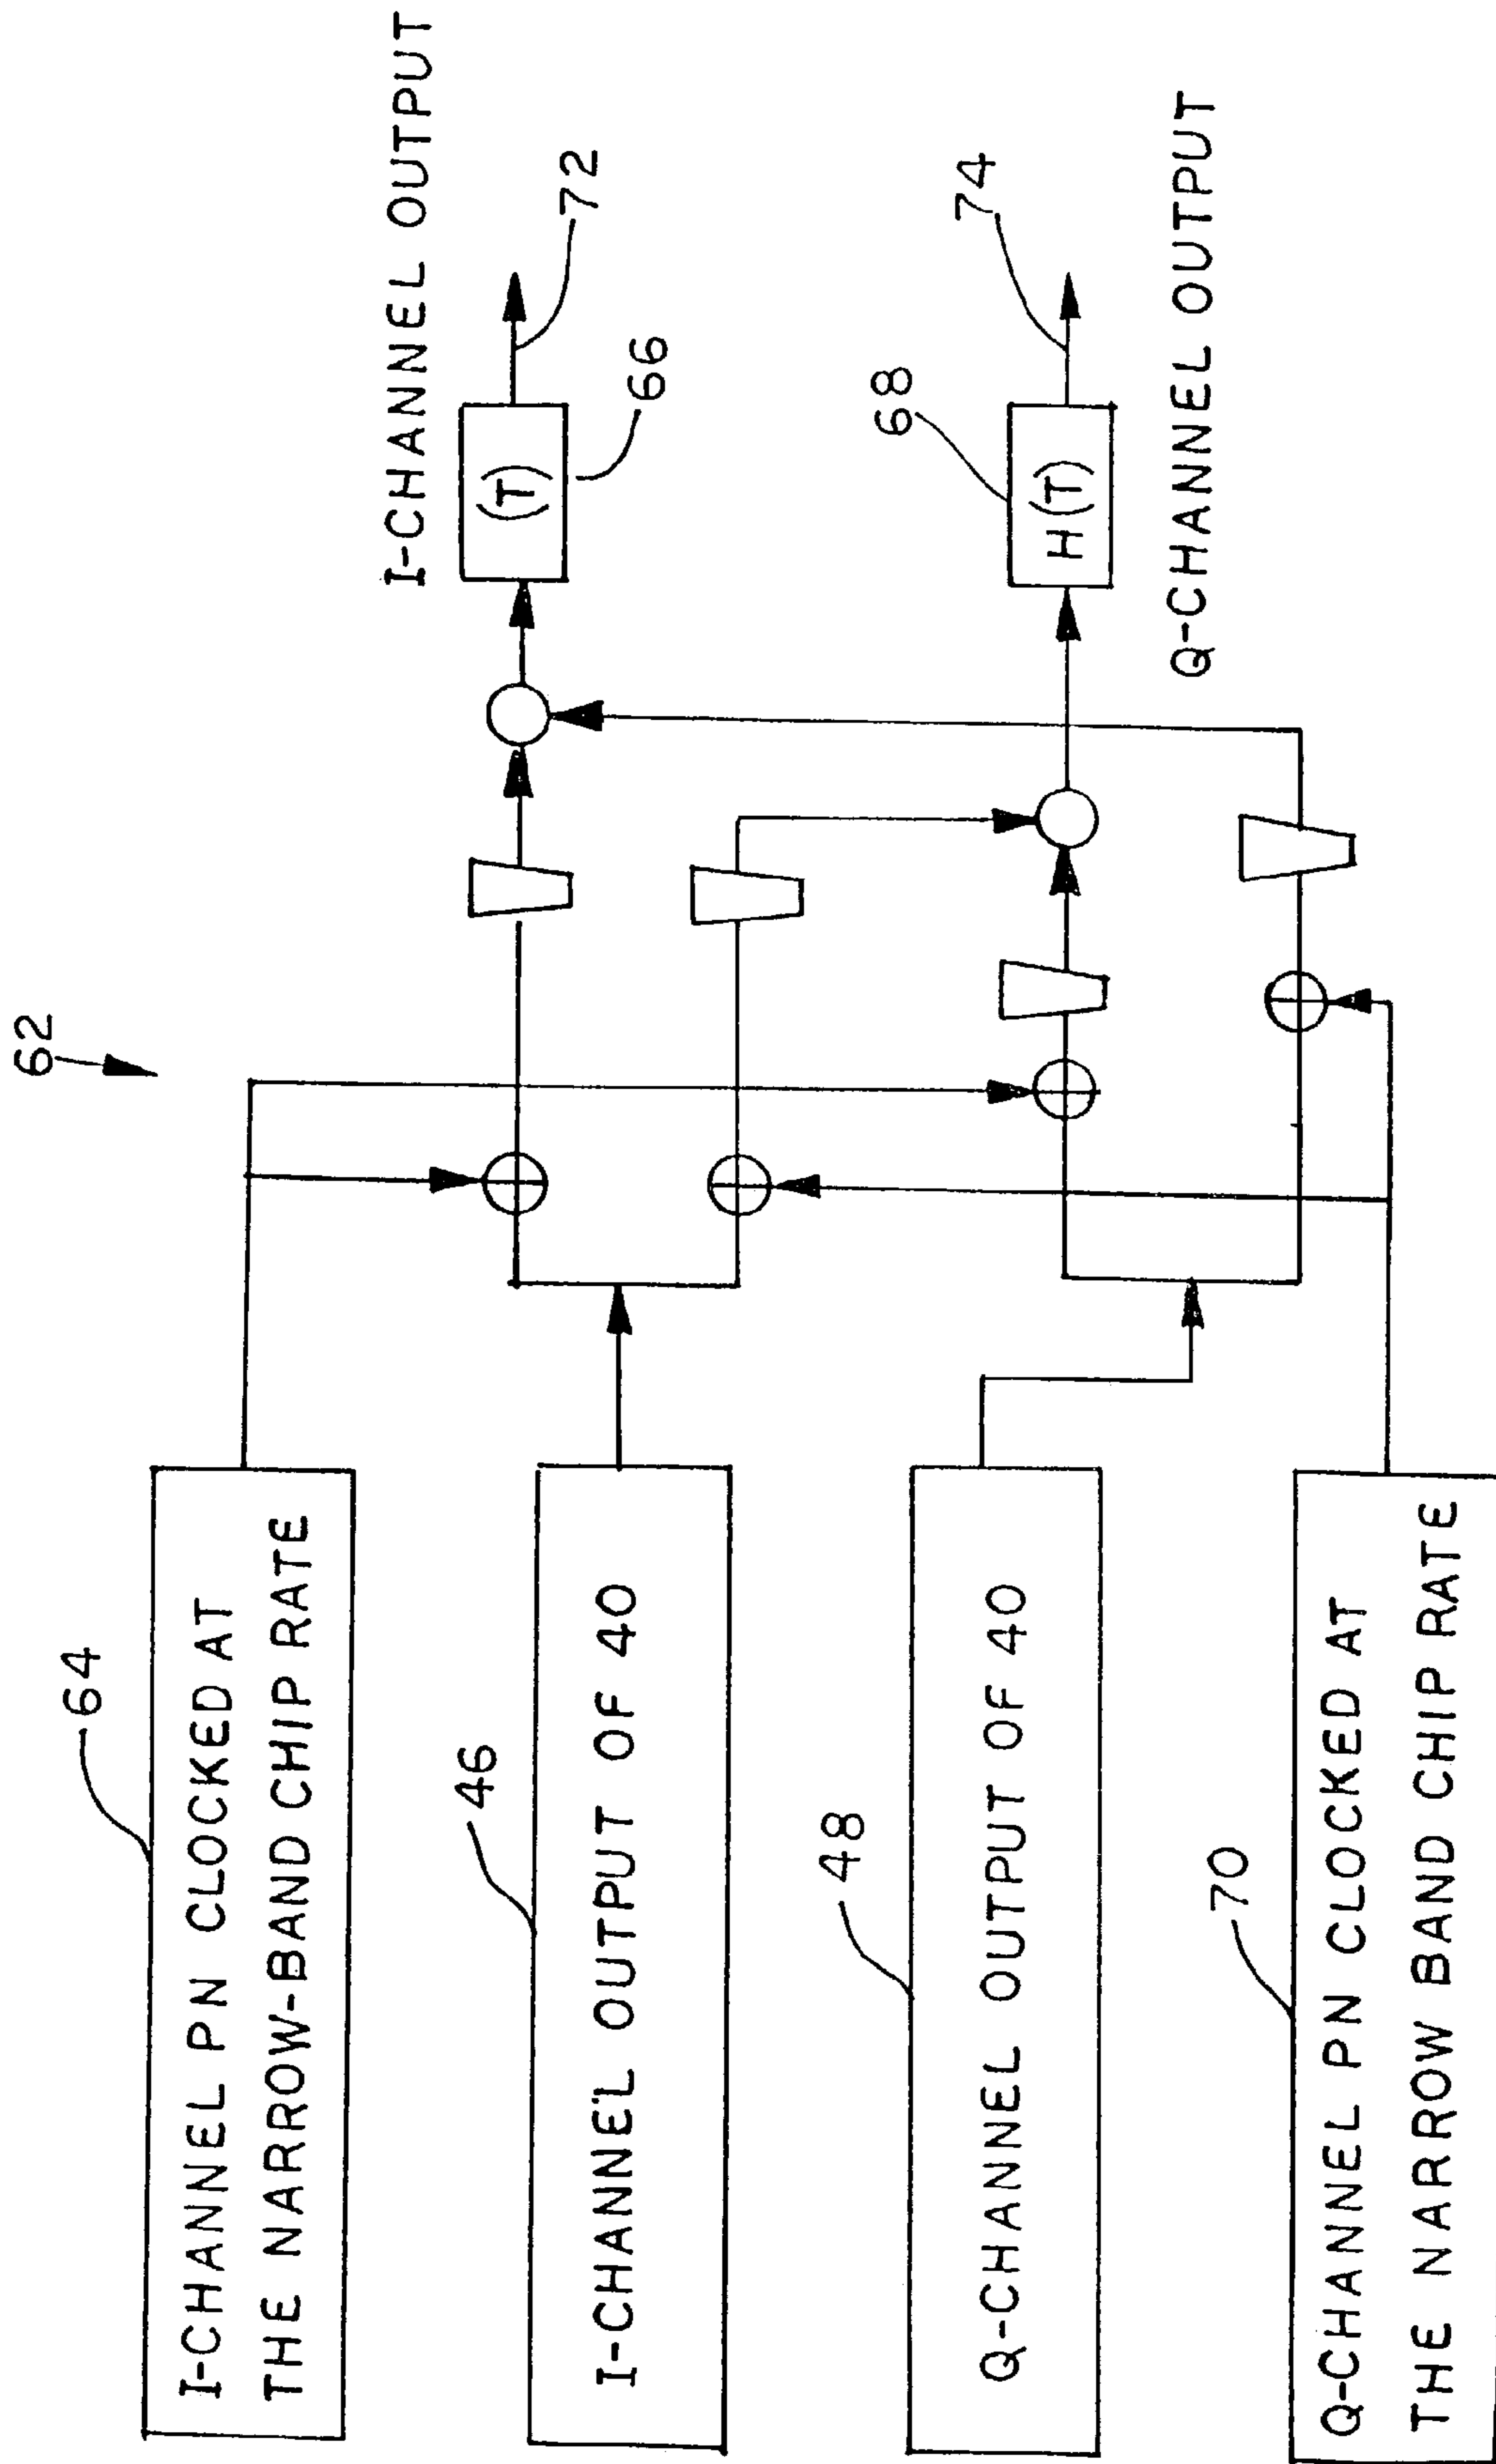 62
64
I-CHANNEL PN CLOCKED AT
THE NARROW-BAND CHIP RATE
46
I-CHANNEL OUTPUT OF 40
48
Q-CHANNEL OUTPUT OF 40
70
Q-CHANNEL PN CLOCKED AT
THE NARROW BAND CHIP RATE
I-CHANNEL OUTPUT
(T)
66
72
68
H(T)
74
Q-CHANNEL OUTPUT